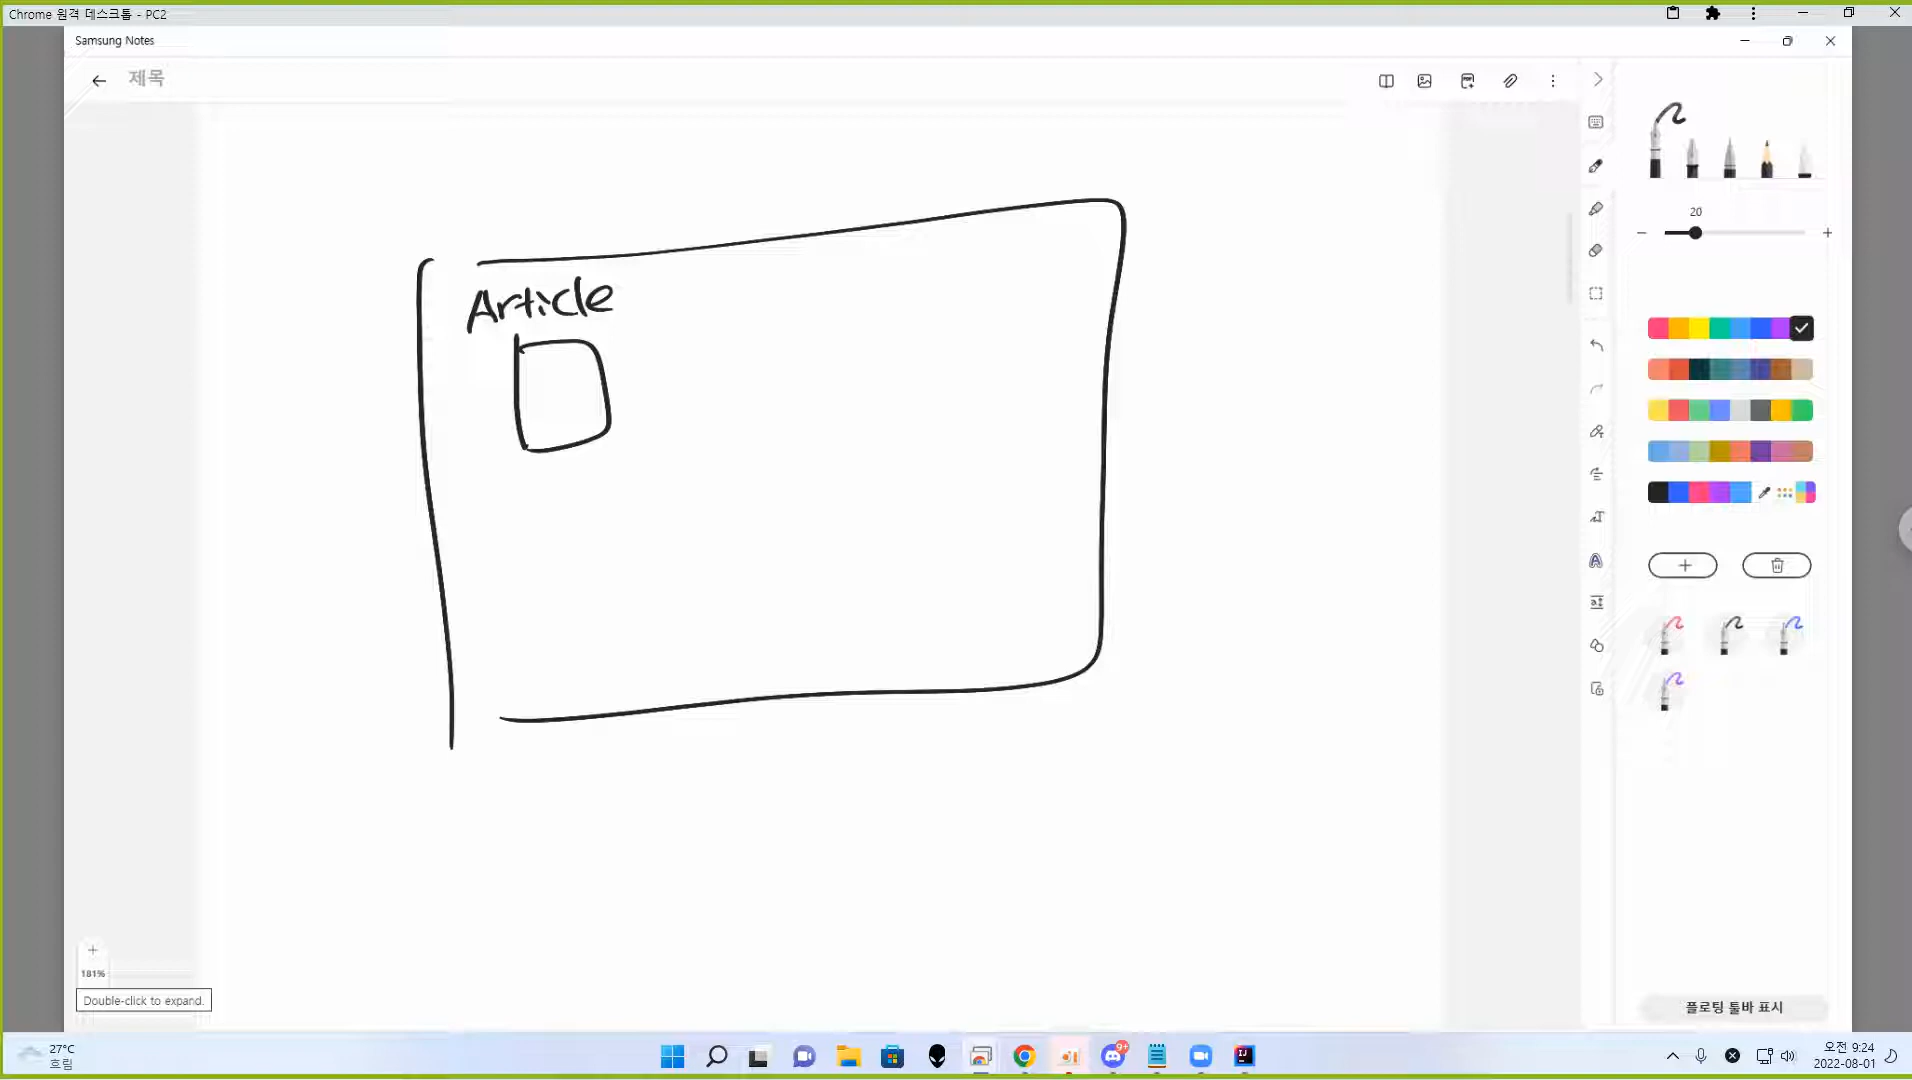 Chrome 원격 데스크톱 - PC2
Samsung Notes
제목
20
Article
181%
Double-click to expand.
플로팅 툴바 표시
27°C
흐림
9+
오전 9:24
2022-08-01